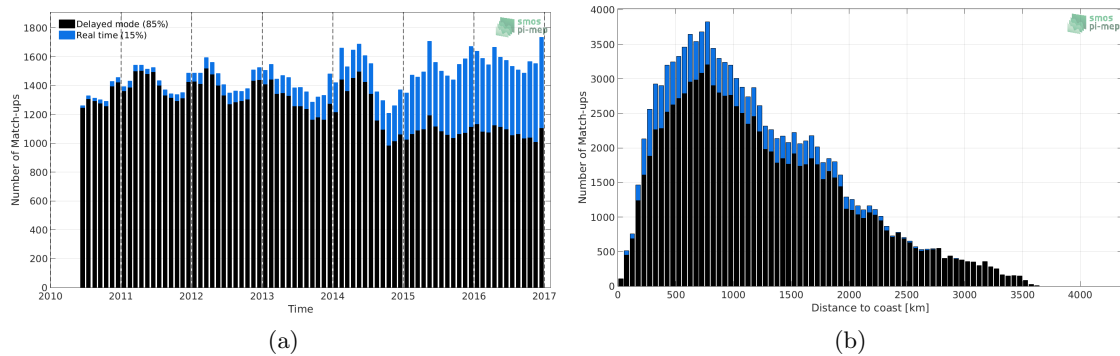 Delayed mode (85%)
Real time (15%)
smos
pi-mep
Number of Match-ups
1800
1600
1400
1200
1000
800
600
400
200
0
2010 2011 2012 2013 2014 2015 2016 2017
Time
(a)
smos
pi-mep
Number of Match-ups
4000
3500
3000
2500
2000
1500
1000
500
0
0 500 1000 1500 2000 2500 3000 3500 4000
Distance to coast [km]
(b)